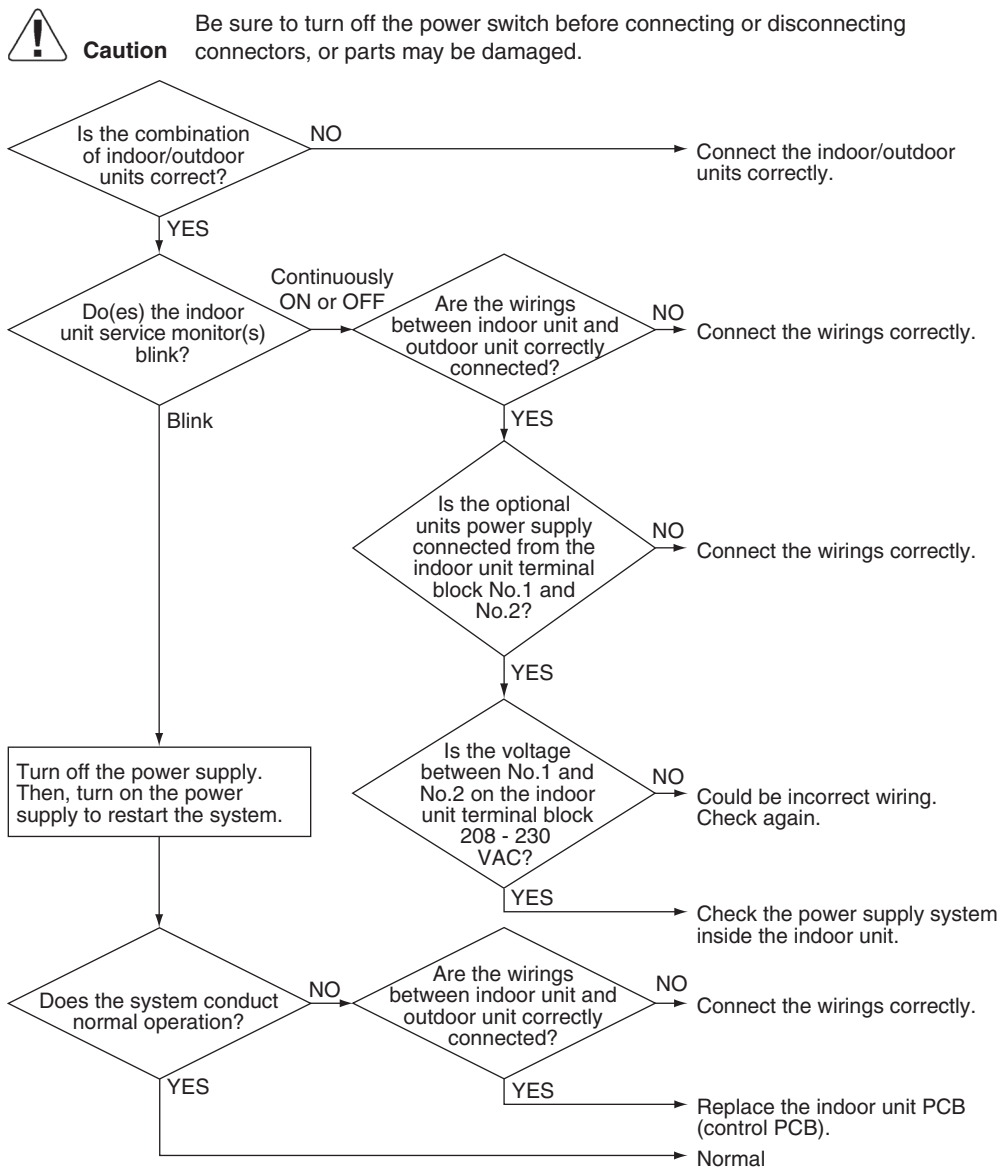 Be sure to turn off the power switch before connecting or disconnecting
Caution connectors, or parts may be damaged.
Is the combination
of indoor/outdoor
units correct?
NO
Connect the indoor/outdoor
units correctly.
YES
Do(es) the indoor
unit service monitor(s)
blink?
Continuously
ON or OFF
Are the wirings
between indoor unit and
outdoor unit correctly
connected?
NO
Connect the wirings correctly.
Blink
YES
Is the optional
units power supply
connected from the
indoor unit terminal
block No.1 and
No.2?
NO
Connect the wirings correctly.
YES
Is the voltage
between No.1 and
No.2 on the indoor
unit terminal block
208 - 230
VAC?
NO
Could be incorrect wiring.
Check again.
YES
Check the power supply system
inside the indoor unit.
Turn off the power supply.
Then, turn on the power
supply to restart the system.
Does the system conduct
normal operation?
NO
Are the wirings
between indoor unit and
outdoor unit correctly
connected?
NO
Connect the wirings correctly.
YES
YES
Replace the indoor unit PCB
(control PCB).
Normal